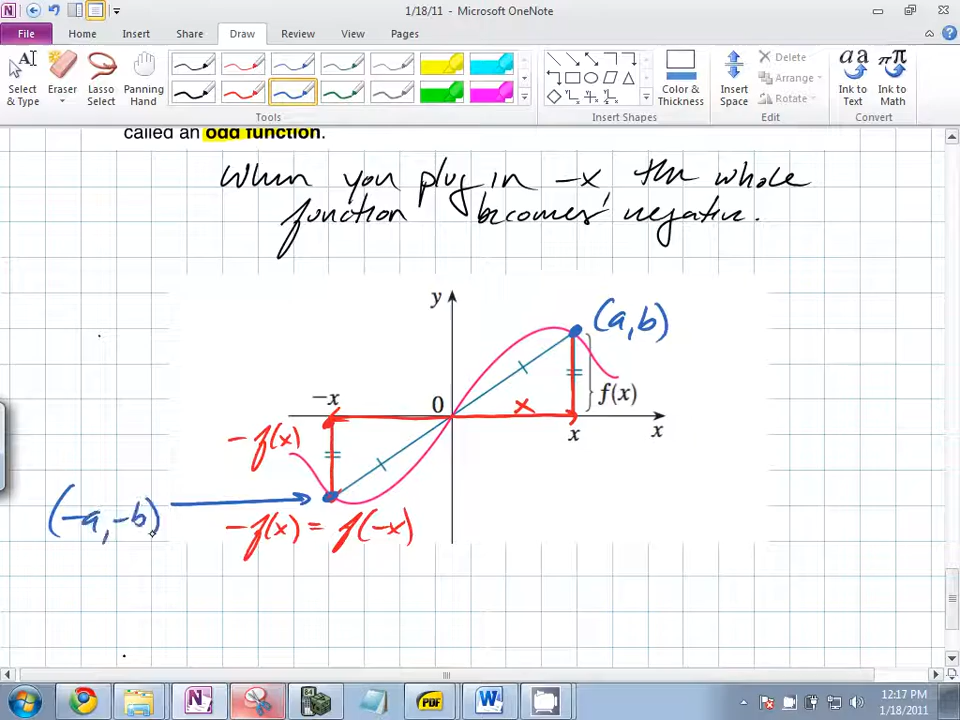 1/18/11 - Microsoft OneNote
File Home Insert Share Draw Review View Pages
Select & Type
Eraser
Lasso Select
Panning Hand
Tools
Insert Shapes
Color & Thickness
Insert Space
Delete
Arrange
Rotate
Edit
Ink to Text
Ink to Math
Convert
called an odd function.
When you plug in -x, the whole
function becomes negative.
y
(a,b)
-x
0
x
f(x)
x
x
-f(x)
(-a,-b)
-f(x) = f(-x)
12:17 PM
1/18/2011